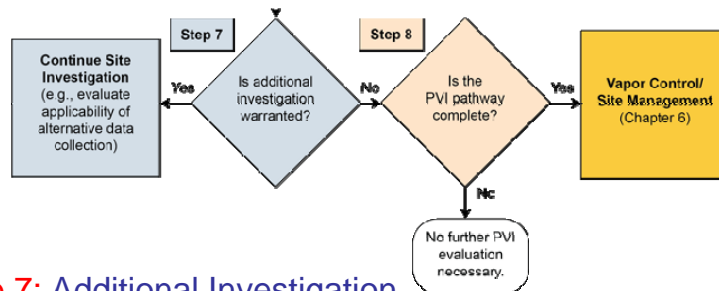 Step 7
Step 8
Continue Site
Investigation
(e.g., evaluate
applicability of
alternative data
collection)
Yes
Is additional
investigation
warranted?
No
Is the
PVI pathway
complete?
Yes
Vapor Control/
Site Management
(Chapter 6)
No
No further PVI
evaluation
necessary.
7: Additional Investigation